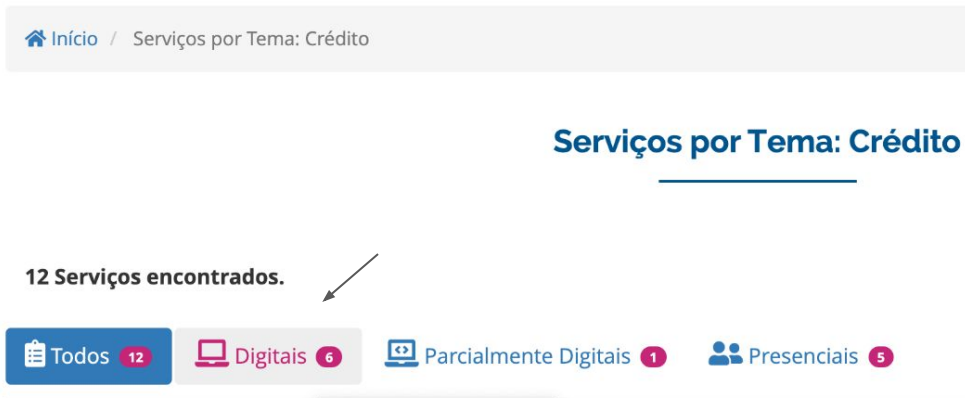 Início / Serviços por Tema: Crédito
Serviços por Tema: Crédito
12 Serviços encontrados.
Todos 12 Digitais 6 Parcialmente Digitais 1 Presenciais 5